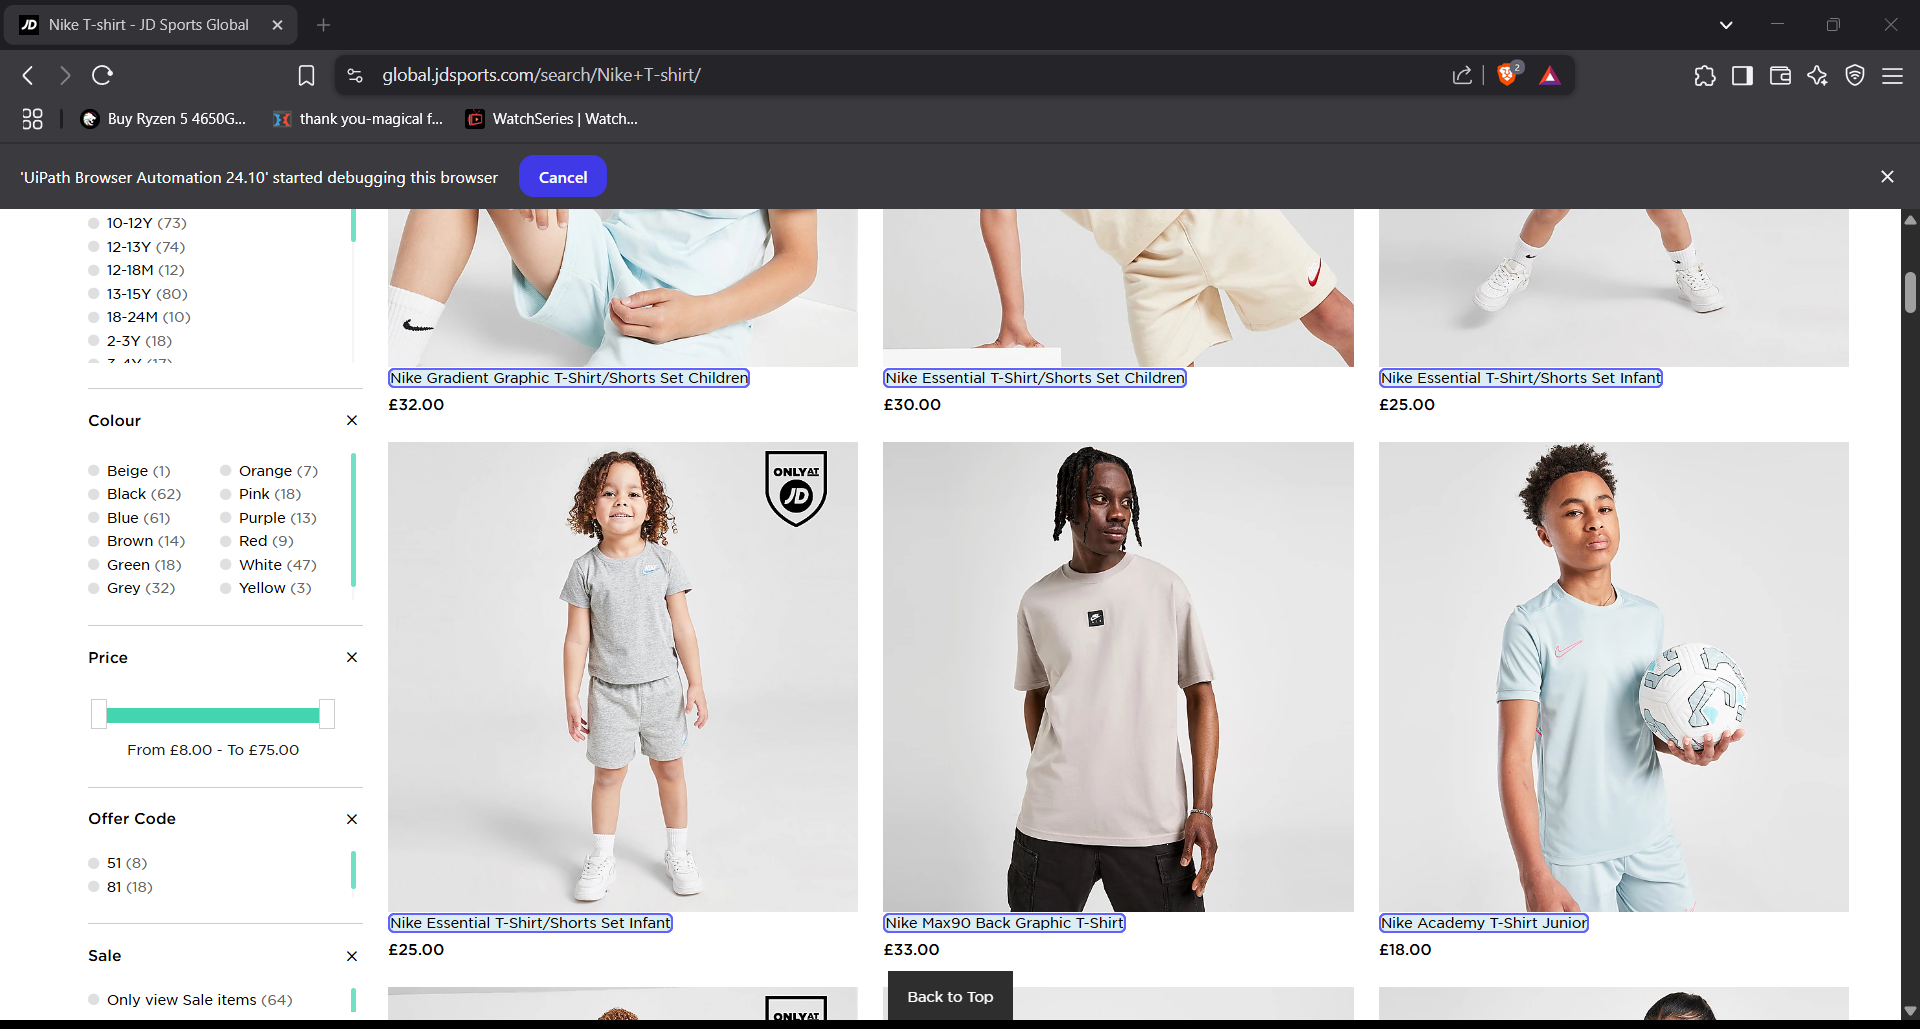 Nike T-shirt - JD Sports Global
global.jdsports.com/search/Nike+T-shirt/
2
Buy Ryzen 5 4650G...
thank you-magical f...
WatchSeries | Watch...
'UiPath Browser Automation 24.10' started debugging this browser
Cancel
10-12Y (73)
12-13Y (74)
12-18M (12)
13-15Y (80)
18-24M (10)
2-3Y (18)
3-4Y (17)
Nike Gradient Graphic T-Shirt/Shorts Set Children
£32.00
Nike Essential T-Shirt/Shorts Set Children
£30.00
Nike Essential T-Shirt/Shorts Set Infant
£25.00
Colour
Beige (1)
Orange (7)
Black (62)
Pink (18)
Blue (61)
Purple (13)
Brown (14)
Red (9)
Green (18)
White (47)
Grey (32)
Yellow (3)
Price
From £8.00 - To £75.00
Offer Code
51 (8)
81 (18)
Sale
Only view Sale items (64)
ONLY AT
JD
Nike Essential T-Shirt/Shorts Set Infant
£25.00
Nike Max90 Back Graphic T-Shirt
£33.00
Nike Academy T-Shirt Junior
£18.00
ONLY AT
Back to Top